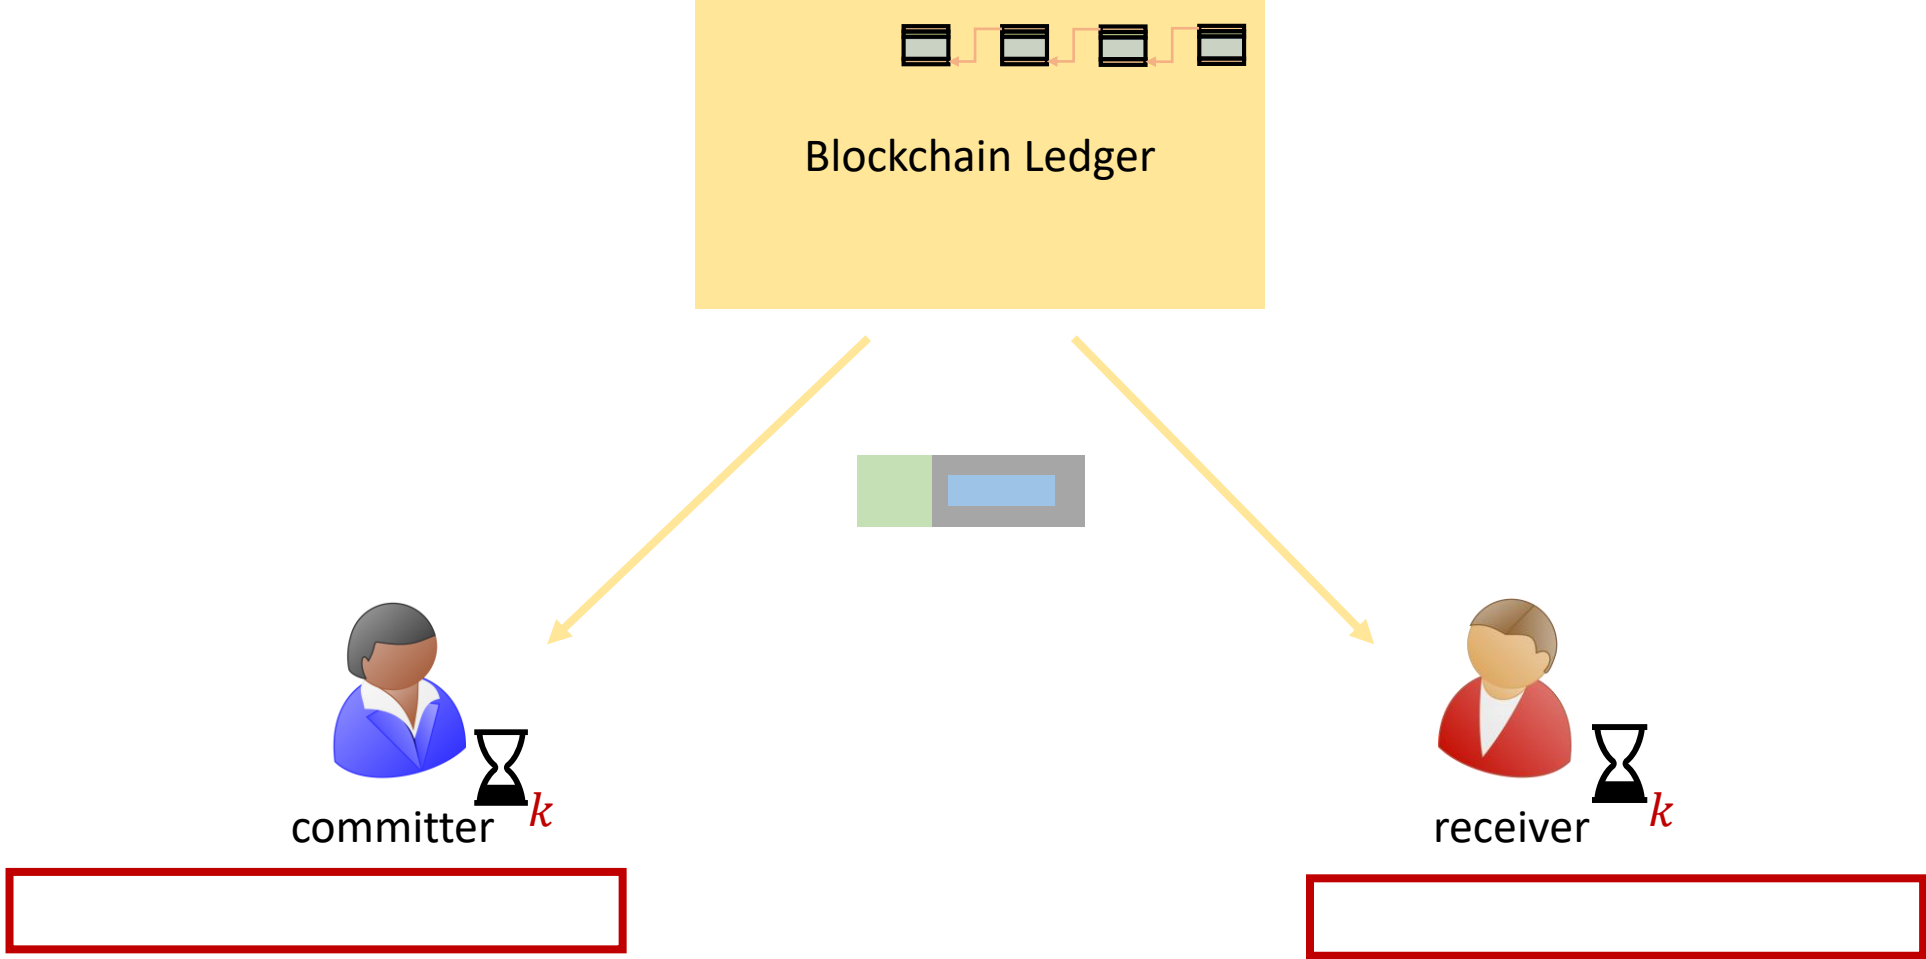 Blockchain Ledger
committer
k
receiver
k